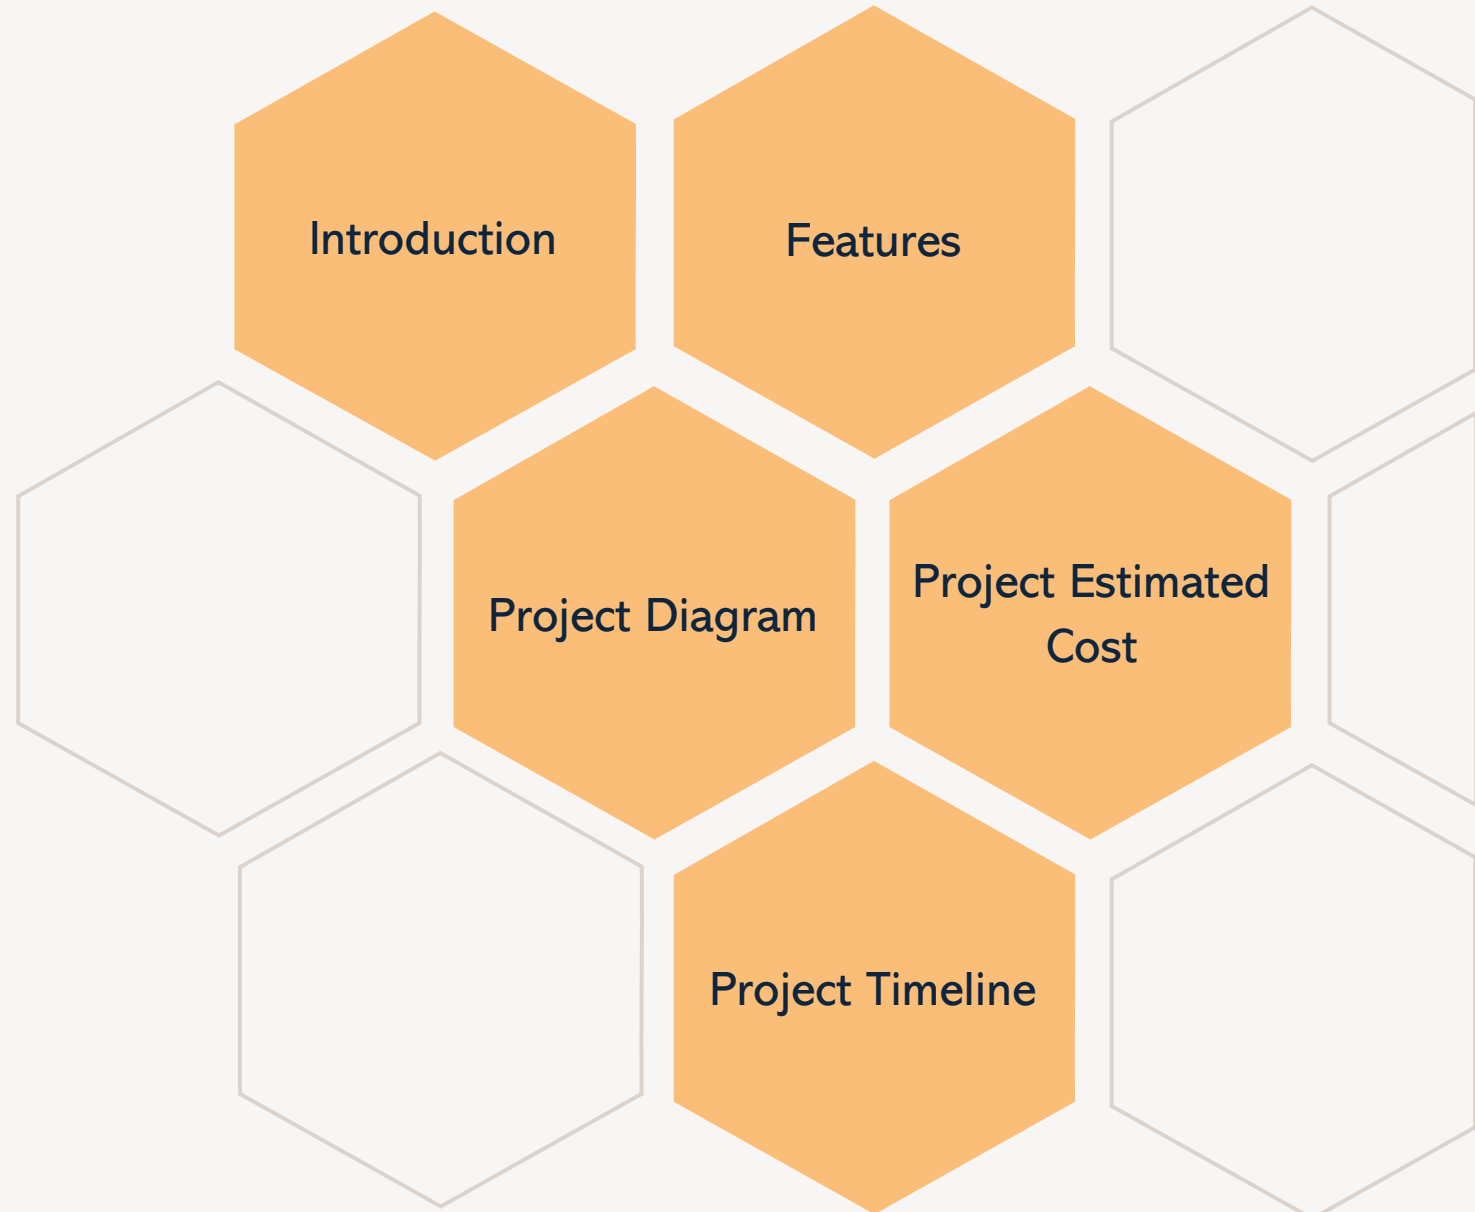 Introduction
Features
Project Diagram
Project Estimated
Cost
Project Timeline